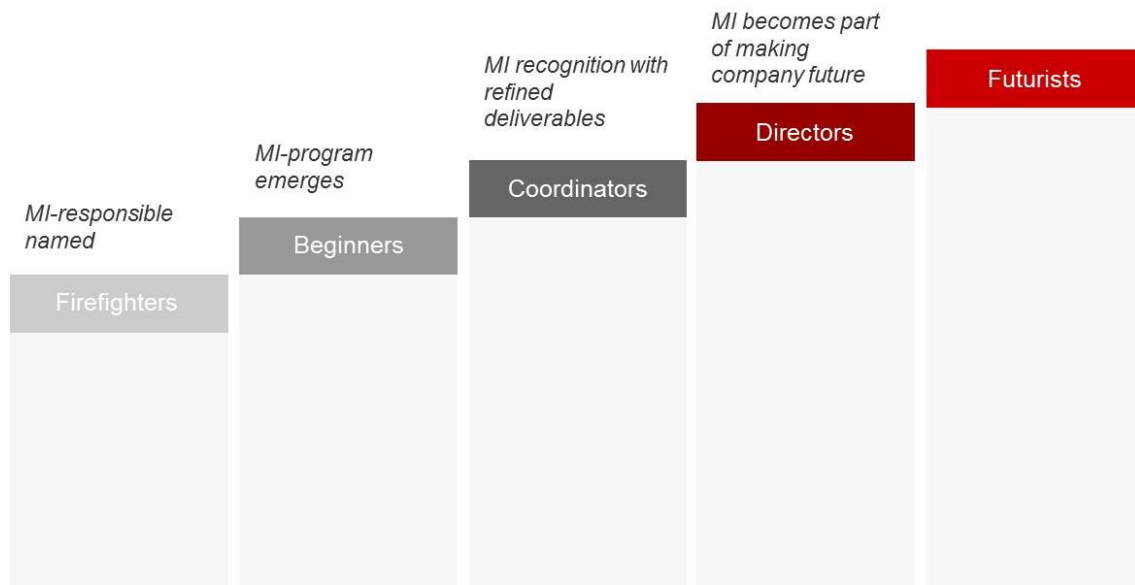 MI-responsible
named
Firefighters
MI-program
emerges
Beginners
MI recognition with
refined
deliverables
Coordinators
MI becomes part
of making
company future
Directors
Futurists